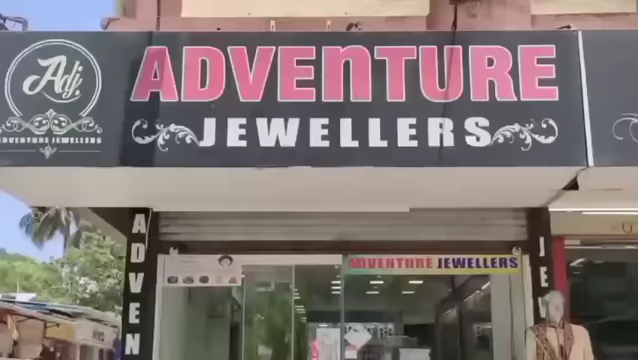 Adj
ADVENTURE JEWELLERS
ADVENTURE
JEWELLERS
ADVENTURE JEWELLERS
ADVEN
JEW